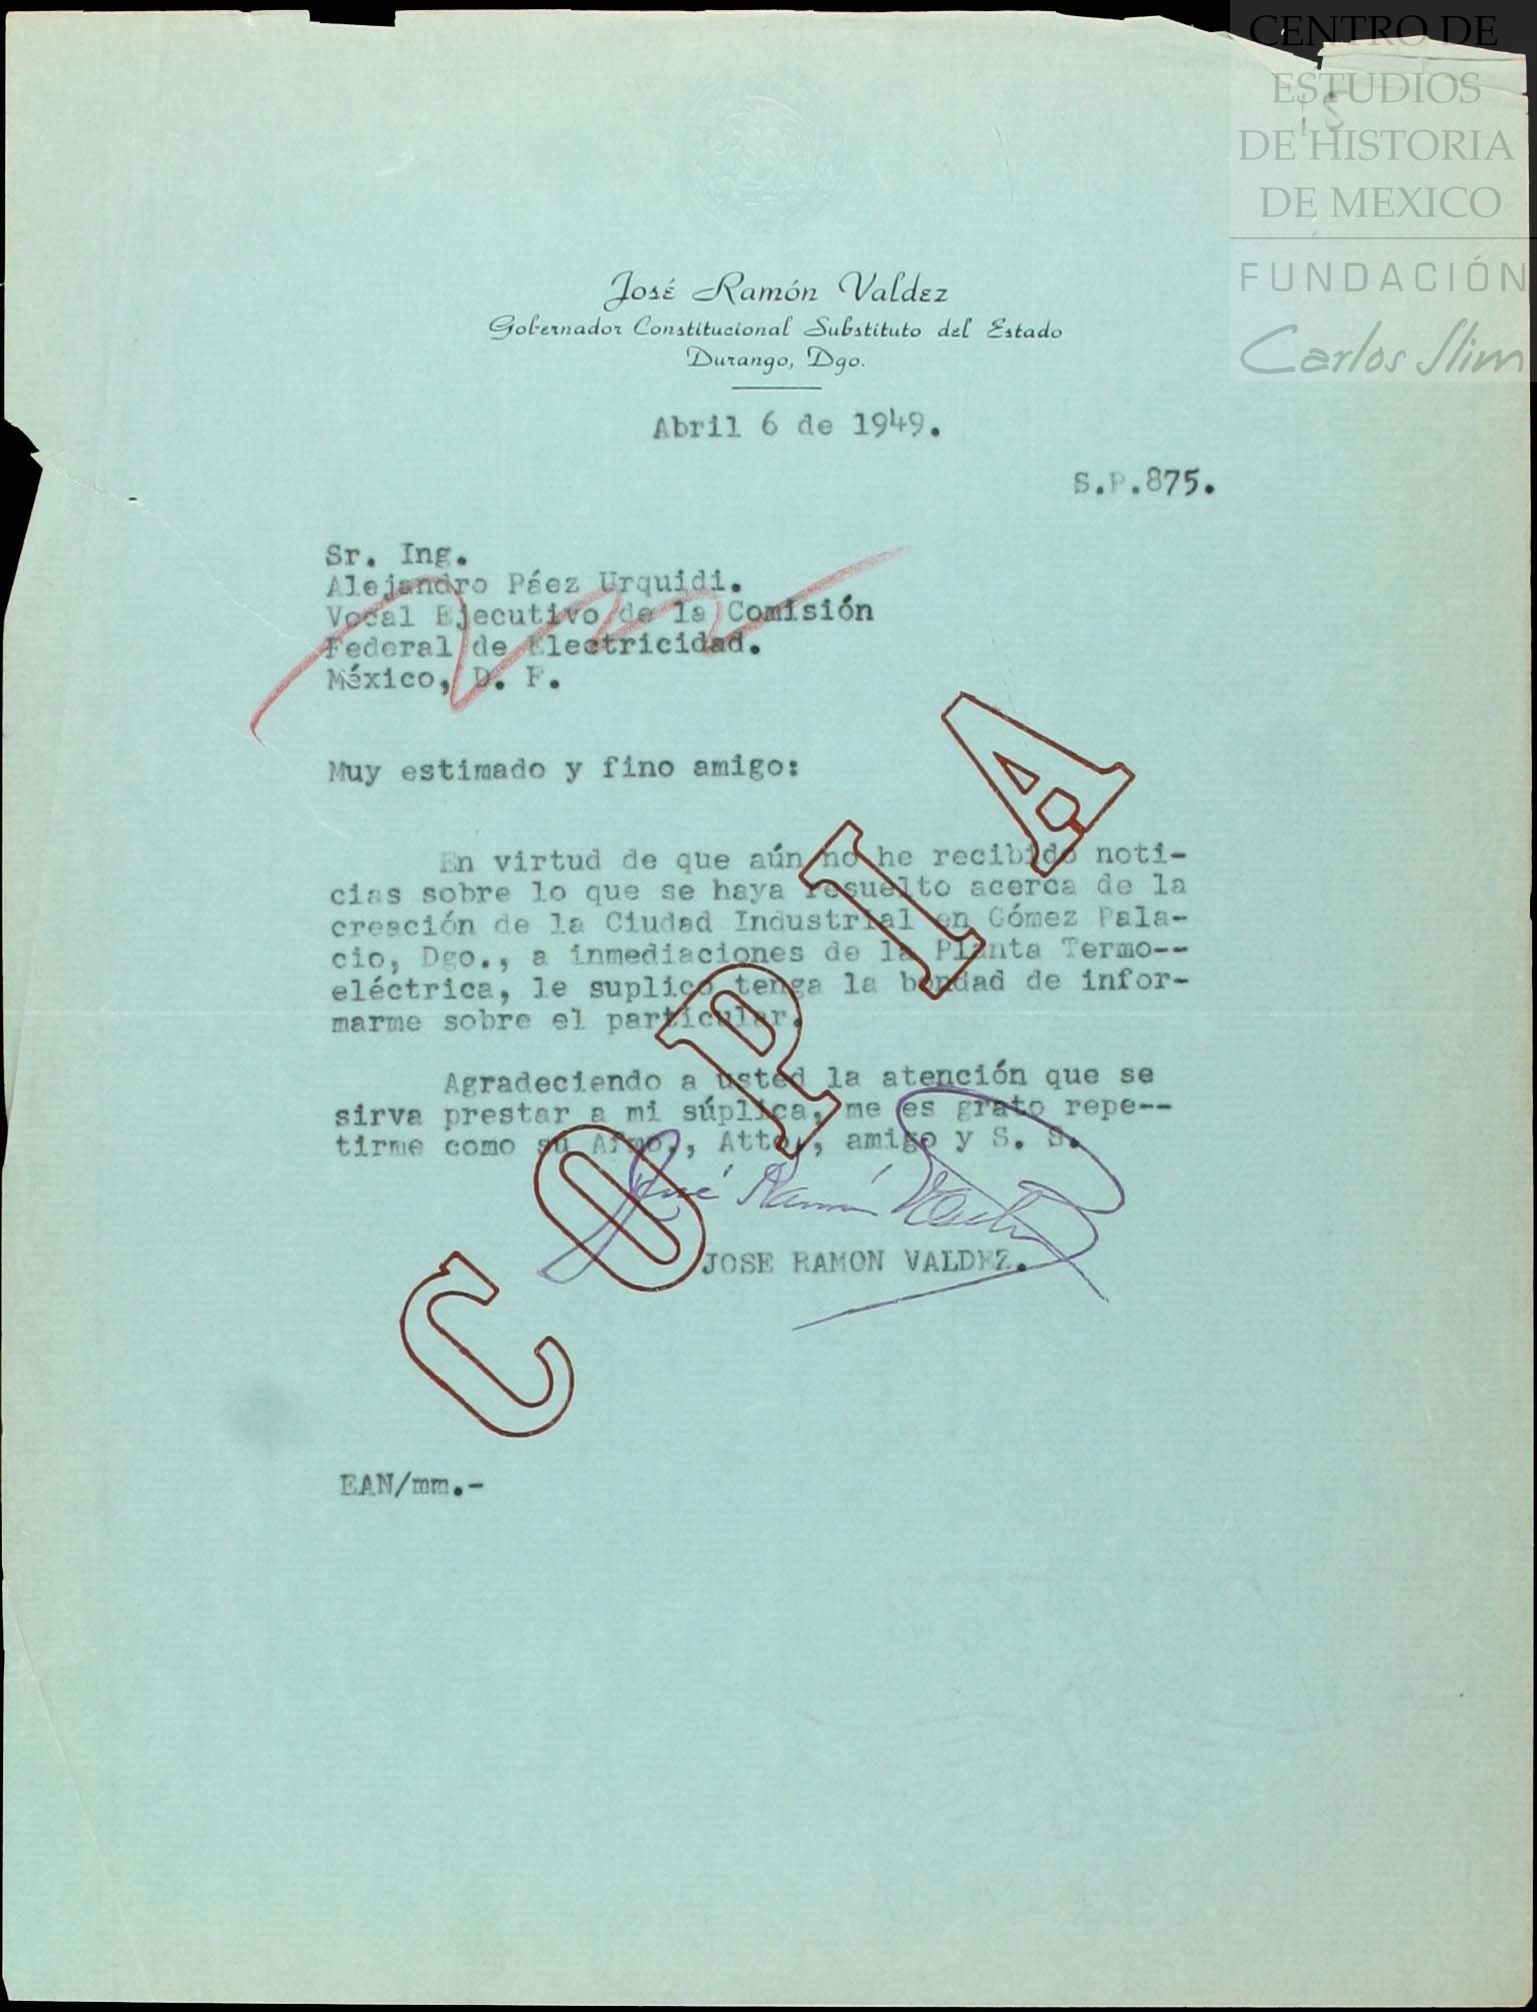 CENTRO DE
ESTUDIOS
DE HISTORIA
DE MEXICO
FUNDACIÓN
Carlos Slim
José Ramón Valdez
Gobernador Constitucional Substituto del Estado
Durango, Dgo.
Abril 6 de 1949.
S.P.875.
Sr. Ing.
Alejandro Páez Urquidi.
Vocal Ejecutivo de la Comisión
Federal de Electricidad.
México, D. F.
Muy estimado y fino amigo:
En virtud de que aún no he recibido noti-
cias sobre lo que se haya resuelto acerca de la
creación de la Ciudad Industrial en Gómez Pala-
cio, Dgo., a inmediaciones de la Planta Termo--
eléctrica, le suplico tenga la bondad de infor-
marme sobre el particular.
Agradeciendo a usted la atención que se
sirva prestar a mi súplica, me es grato repe--
tirme como su Afmo., Atto., amigo y S. S.
José Ramón Valdez
JOSE RAMON VALDEZ.
COPIA
EAN/mm.-